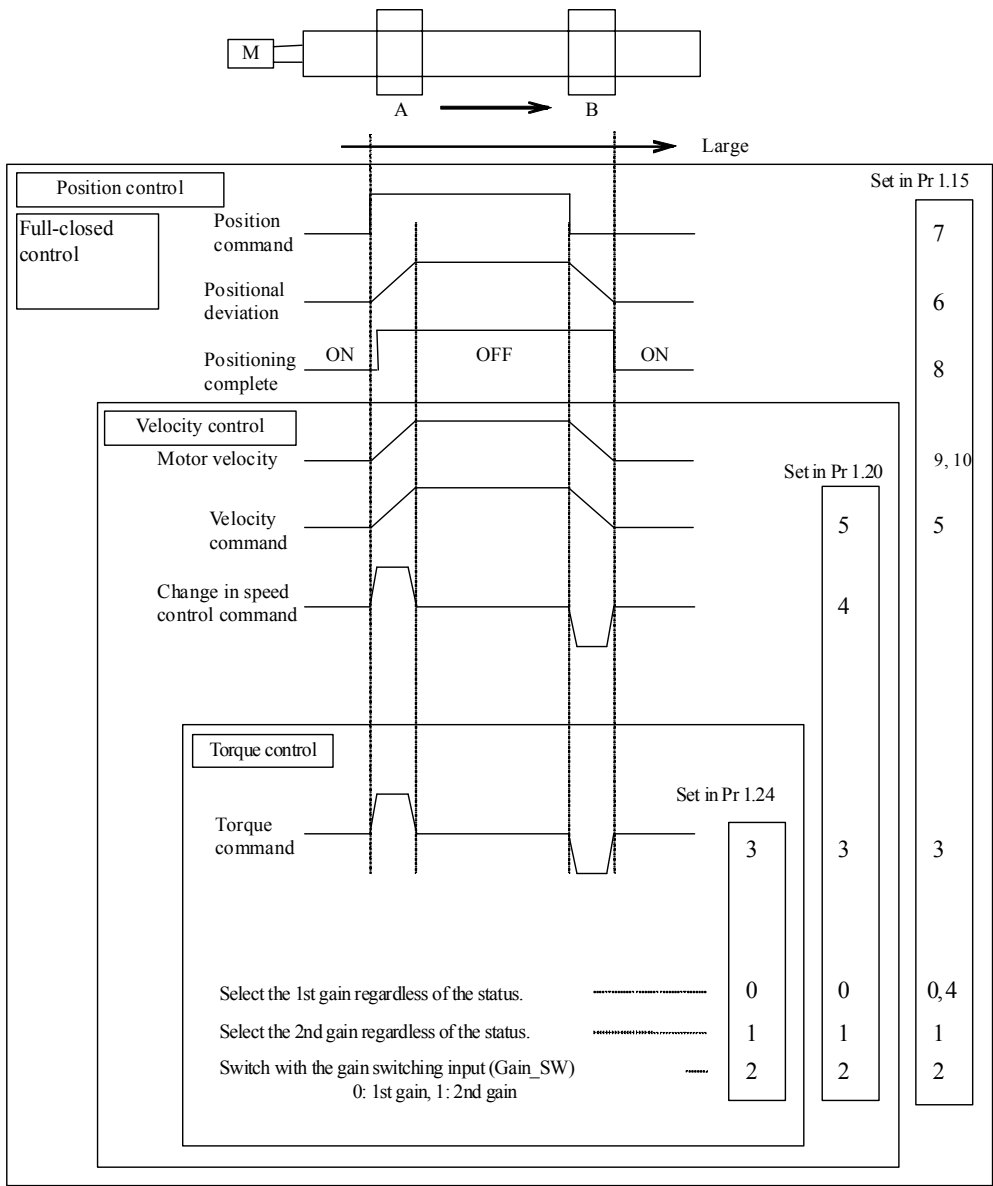 M
A
B
Large
Position control
Set in Pr 1.15
Full-closed
control
Position
command
7
Positional
deviation
6
Positioning
complete
ON
OFF
ON
8
Velocity control
Motor velocity
9, 10
Set in Pr 1.20
Velocity
command
5
5
Change in speed
control command
4
Torque control
Set in Pr 1.24
Torque
command
3
3
3
Select the 1st gain regardless of the status.
0
0
0, 4
Select the 2nd gain regardless of the status.
1
1
1
Switch with the gain switching input (Gain_SW)
0: 1st gain, 1: 2nd gain
2
2
2